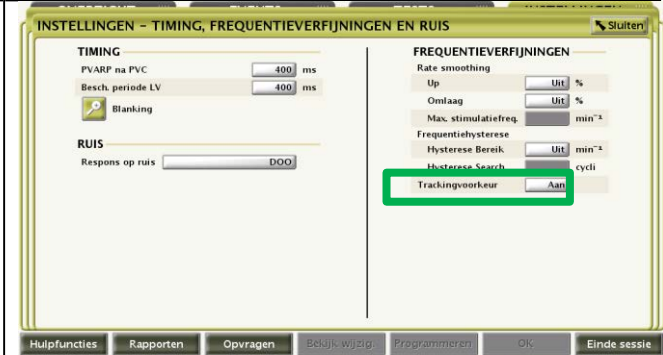 INSTELLINGEN - TIMING, FREQUENTIEVERFIJNINGEN EN RUIS
Sluiten
TIMING
PVARP na PVC 400 ms
Besch. periode LV 400 ms
Blanking
RUIS
Respons op ruis DOO
FREQUENTIEVERFIJNINGEN
Rate smoothing
Up Uit %
Omlaag Uit %
Max. stimulatiefreq. min⁻¹
Frequentiehysterese
Hysterese Bereik Uit min⁻¹
Hysterese Search cycli
Trackingvoorkeur Aan
Hulpfuncties Rapporten Opvragen Bekijk wijzig. Programmeren OK Einde sessie